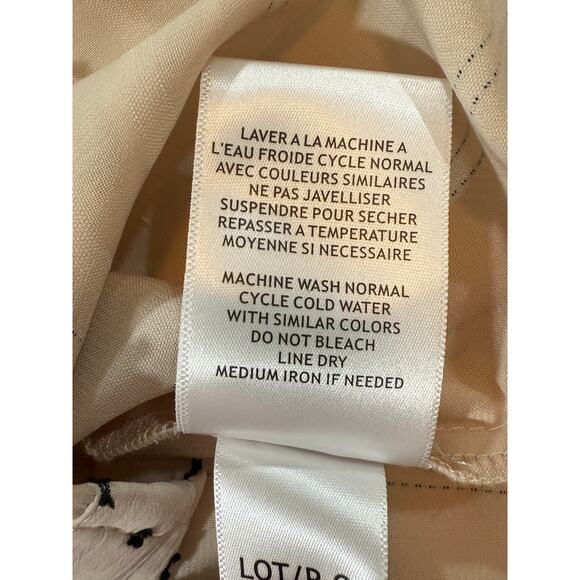 LAVER A LA MACHINE A
L'EAU FROIDE CYCLE NORMAL
AVEC COULEURS SIMILAIRES
NE PAS JAVELLISER
SUSPENDRE POUR SECHER
REPASSER A TEMPERATURE
MOYENNE SI NECESSAIRE
MACHINE WASH NORMAL
CYCLE COLD WATER
WITH SIMILAR COLORS
DO NOT BLEACH
LINE DRY
MEDIUM IRON IF NEEDED
LOT/P.O